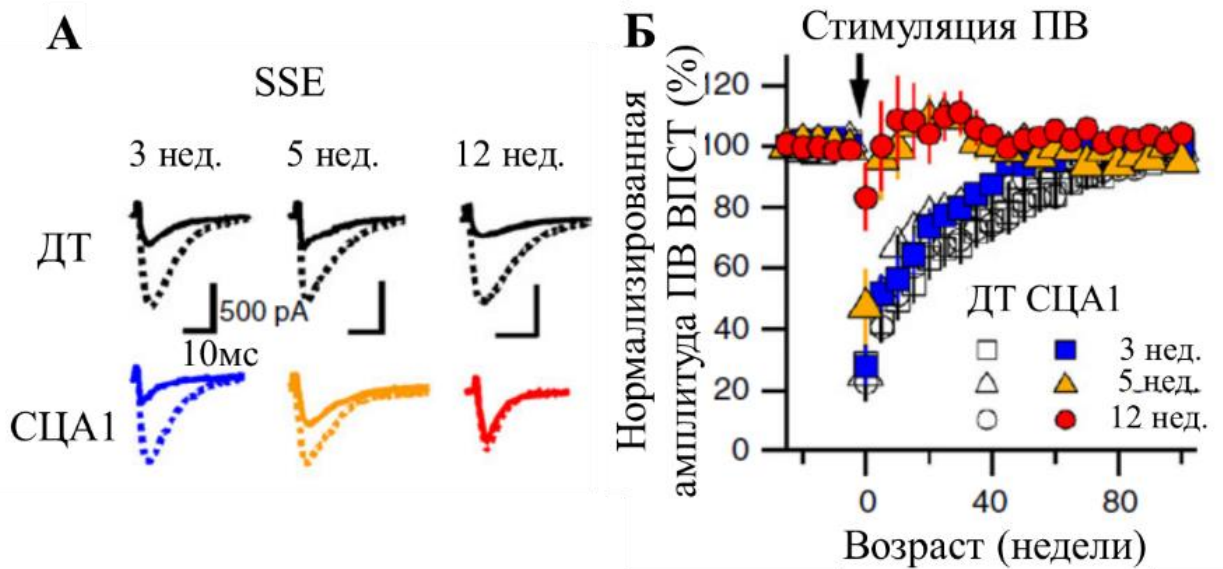 А
SSE
3 нед. 5 нед. 12 нед.
ДТ
500 pA
10мс
СЦА1
Б
Стимуляция ПВ
Нормализированная
амплитуда ПВ ВПСТ (%)
120
100
80
60
40
20
0
ДТ СЦА1
3 нед.
5 нед.
12 нед.
0 40 80
Возраст (недели)